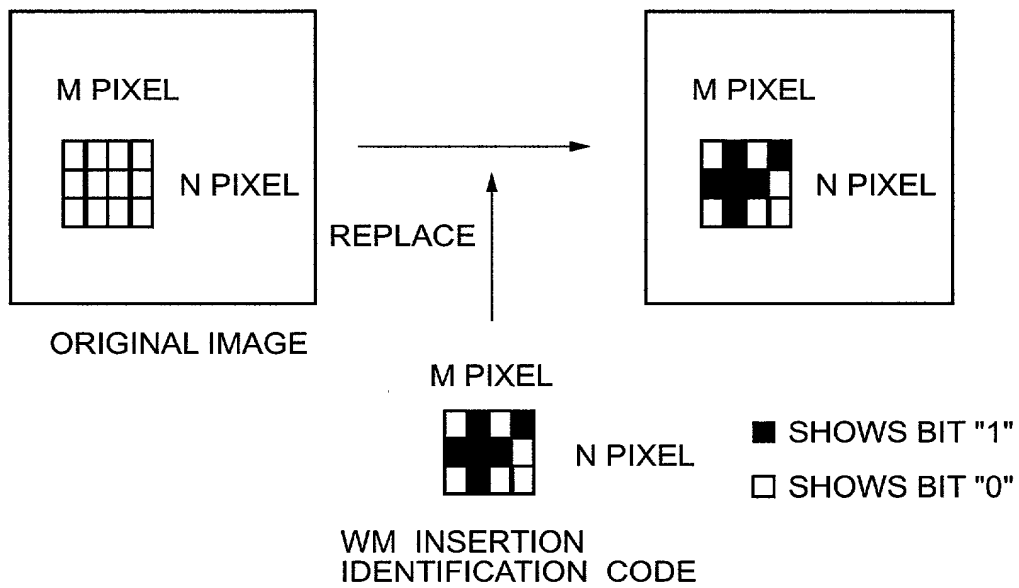 M PIXEL
N PIXEL
ORIGINAL IMAGE
REPLACE
M PIXEL
N PIXEL
M PIXEL
N PIXEL
WM INSERTION
IDENTIFICATION CODE
SHOWS BIT "1"
SHOWS BIT "0"